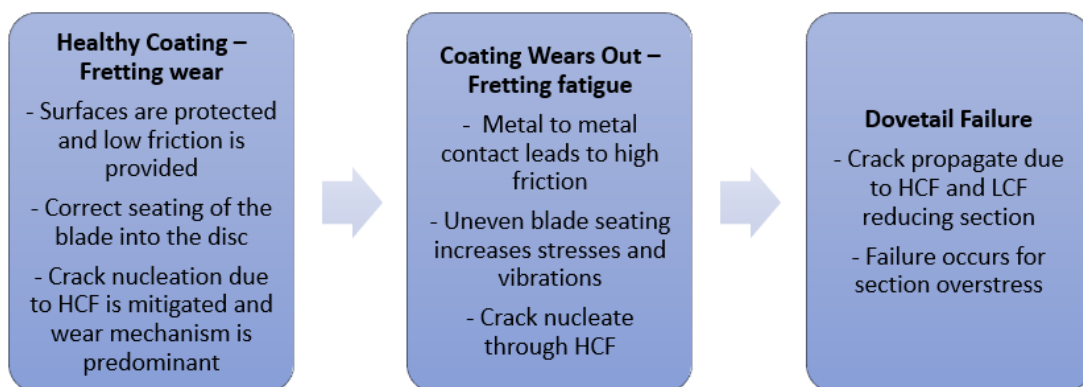 Healthy Coating –
Fretting wear
- Surfaces are protected
and low friction is
provided
- Correct seating of the
blade into the disc
- Crack nucleation due
to HCF is mitigated and
wear mechanism is
predominant
Coating Wears Out –
Fretting fatigue
- Metal to metal
contact leads to high
friction
- Uneven blade seating
increases stresses and
vibrations
- Crack nucleate
through HCF
Dovetail Failure
- Crack propagate due
to HCF and LCF
reducing section
- Failure occurs for
section overstress